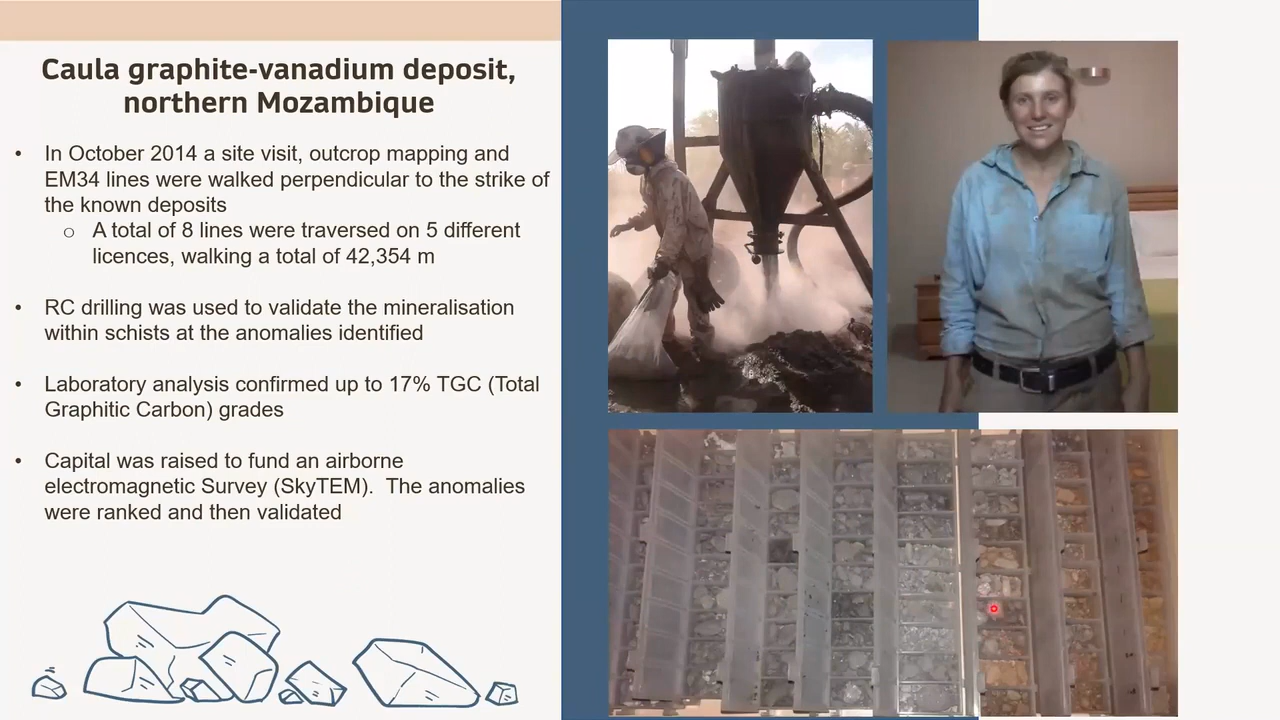 Caula graphite-vanadium deposit,
northern Mozambique
• In October 2014 a site visit, outcrop mapping and
EM34 lines were walked perpendicular to the strike of
the known deposits
o A total of 8 lines were traversed on 5 different
licences, walking a total of 42,354 m
• RC drilling was used to validate the mineralisation
within schists at the anomalies identified
• Laboratory analysis confirmed up to 17% TGC (Total
Graphitic Carbon) grades
• Capital was raised to fund an airborne
electromagnetic Survey (SkyTEM). The anomalies
were ranked and then validated